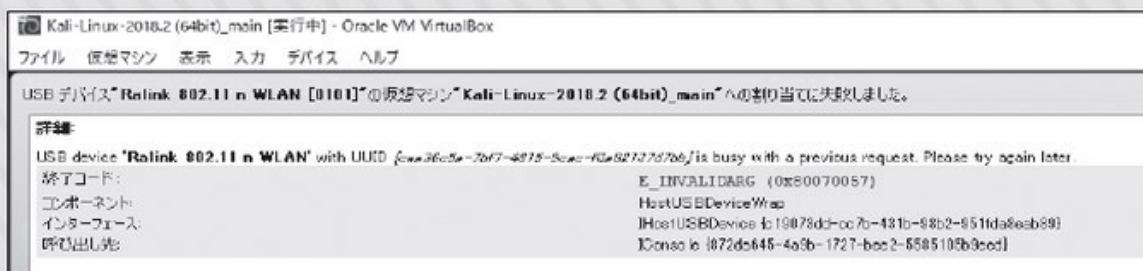 Kali-Linux-2018.2 (64bit)_main [実行中] - Oracle VM VirtualBox
ファイル 仮想マシン 表示 入力 デバイス ヘルプ
USB デバイス"Ralink 802.11 n WLAN [0101]"の仮想マシン"Kali-Linux-2018.2 (64bit)_main"への割り当てに失敗しました。
詳細:
USB device 'Ralink 802.11 n WLAN' with UUID is busy with a previous request. Please try again later.
終了コード: E_INVALIDARG (0x80070057)
コンポーネント: HostUSBDeviceWrap
インターフェース: IHostUSBDevice
呼び出し先: IConsole